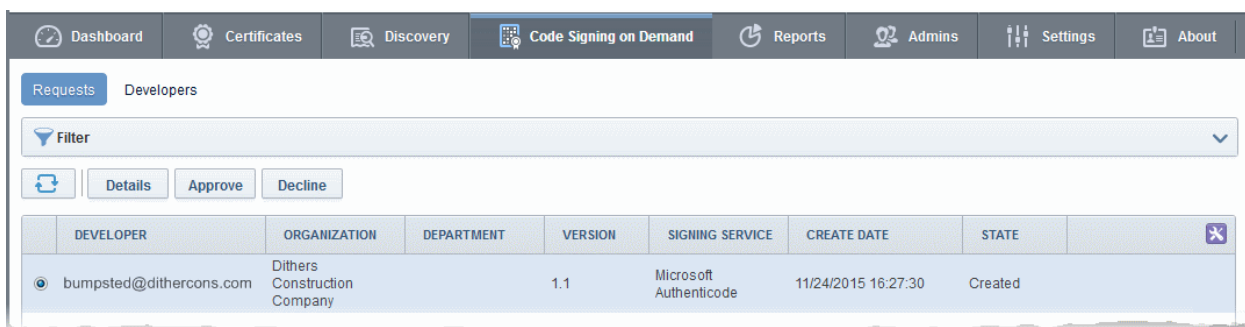 Dashboard Certificates Discovery Code Signing on Demand Reports Admins Settings About
Requests Developers
Filter
Details Approve Decline
DEVELOPER ORGANIZATION DEPARTMENT VERSION SIGNING SERVICE CREATE DATE STATE
bumpsted@dithercons.com Dithers Construction Company 1.1 Microsoft Authenticode 11/24/2015 16:27:30 Created